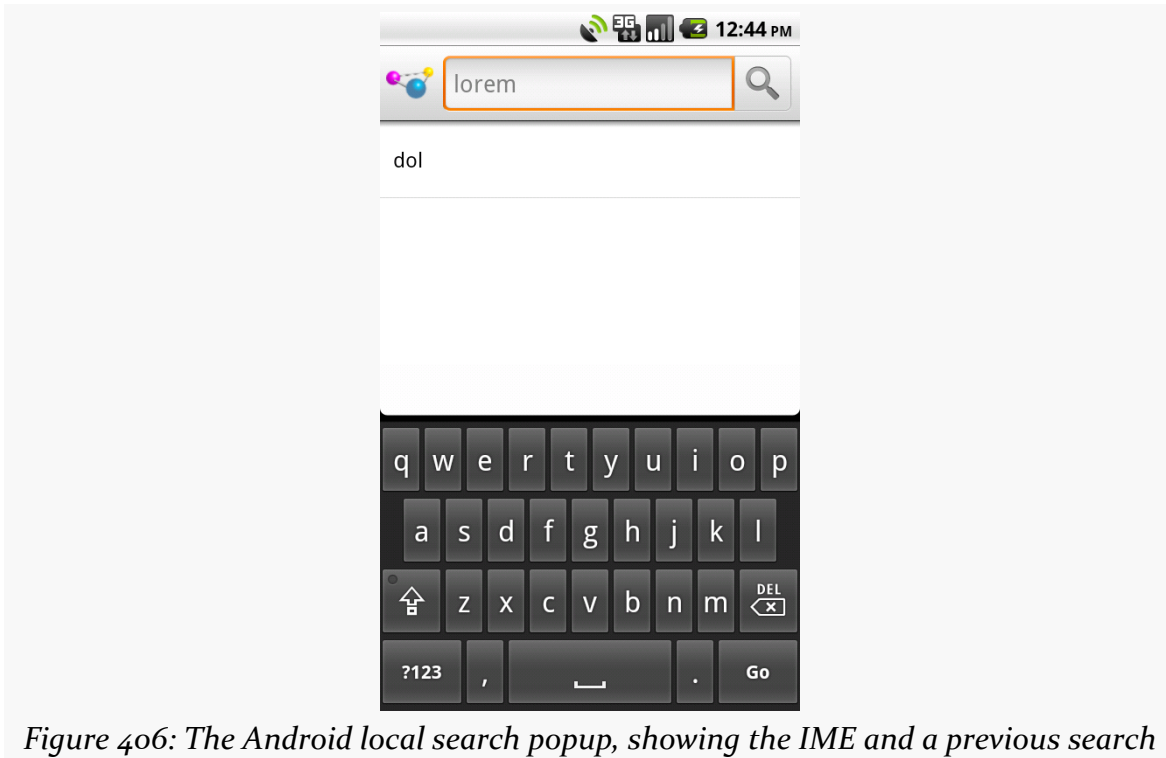 3G 12:44 PM
lorem
dol
q w e r t y u i o p
a s d f g h j k l
z x c v b n m DEL
?123 , . Go
Figure 406: The Android local search popup, showing the IME and a previous search